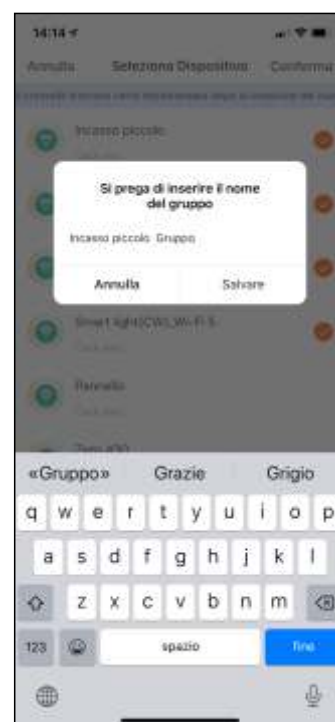 14:14
Annulla Seleziona Dispositivo Conferma
Incasso piccolo
Si prega di inserire il nome
del gruppo
Incasso piccolo Gruppo
Annulla Salvare
Smart light(CW)_Wi-Fi 5
Pannello
«Gruppo» Grazie Grigio
q w e r t y u i o p
a s d f g h j k l
z x c v b n m
123 spazio fine